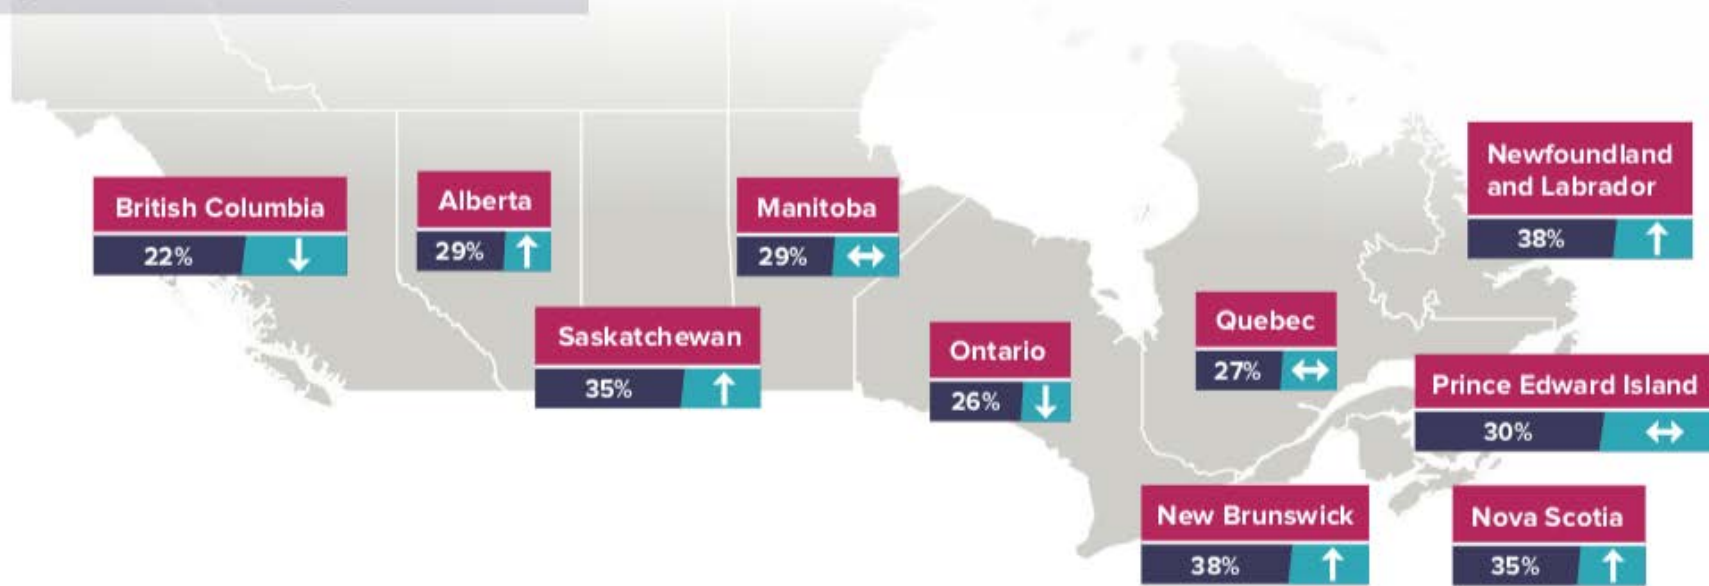 British Columbia
22% ↓
Alberta
29% ↑
Saskatchewan
35% ↑
Manitoba
29% ↔
Ontario
26% ↓
Quebec
27% ↔
Newfoundland
and Labrador
38% ↑
Prince Edward Island
30% ↔
New Brunswick
38% ↑
Nova Scotia
35% ↑